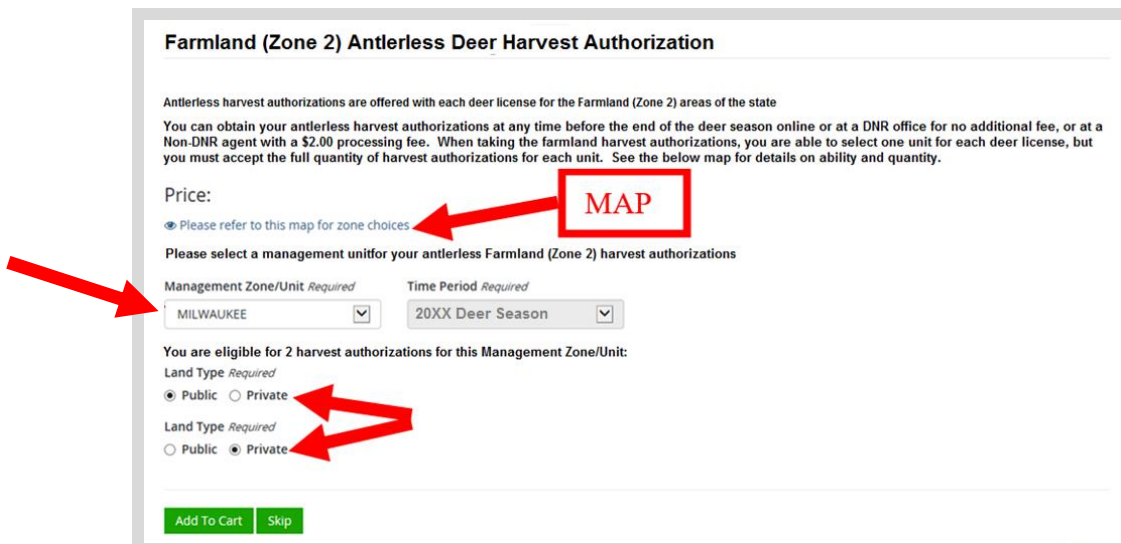 Farmland (Zone 2) Antlerless Deer Harvest Authorization
Antlerless harvest authorizations are offered with each deer license for the Farmland (Zone 2) areas of the state
You can obtain your antlerless harvest authorizations at any time before the end of the deer season online or at a DNR office for no additional fee, or at a
Non-DNR agent with a $2.00 processing fee. When taking the farmland harvest authorizations, you are able to select one unit for each deer license, but
you must accept the full quantity of harvest authorizations for each unit. See the below map for details on ability and quantity.
Price:
MAP
Please refer to this map for zone choices
Please select a management unitfor your antlerless Farmland (Zone 2) harvest authorizations
Management Zone/Unit Required Time Period Required
MILWAUKEE 20XX Deer Season
You are eligible for 2 harvest authorizations for this Management Zone/Unit:
Land Type Required
Public Private
Land Type Required
Public Private
Add To Cart Skip